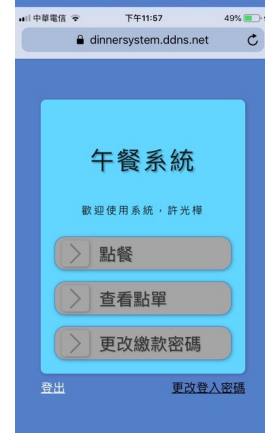 中華電信 下午11:57 49%
dinnersystem.ddns.net
午餐系統
歡迎使用系統，許光樺
點餐
查看點單
更改繳款密碼
登出 更改登入密碼